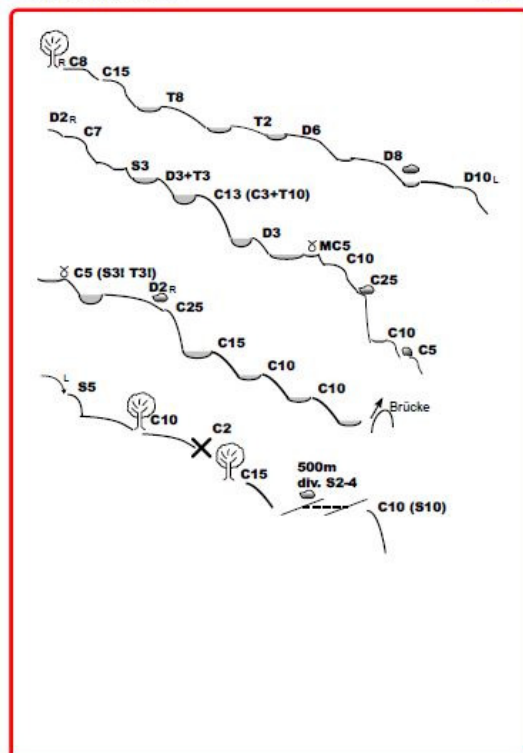 R C8 C15 T8 T2 D6 D8 D10 L
D2 R C7 S3 D3+T3 C13 (C3+T10) D3 MC5 C10 C25 C10 C5
C5 (S3! T3!) D2 R C25 C15 C10 C10 Brücke
L S5 C10 C2 C15 500m
div. S2-4 C10 (S10)